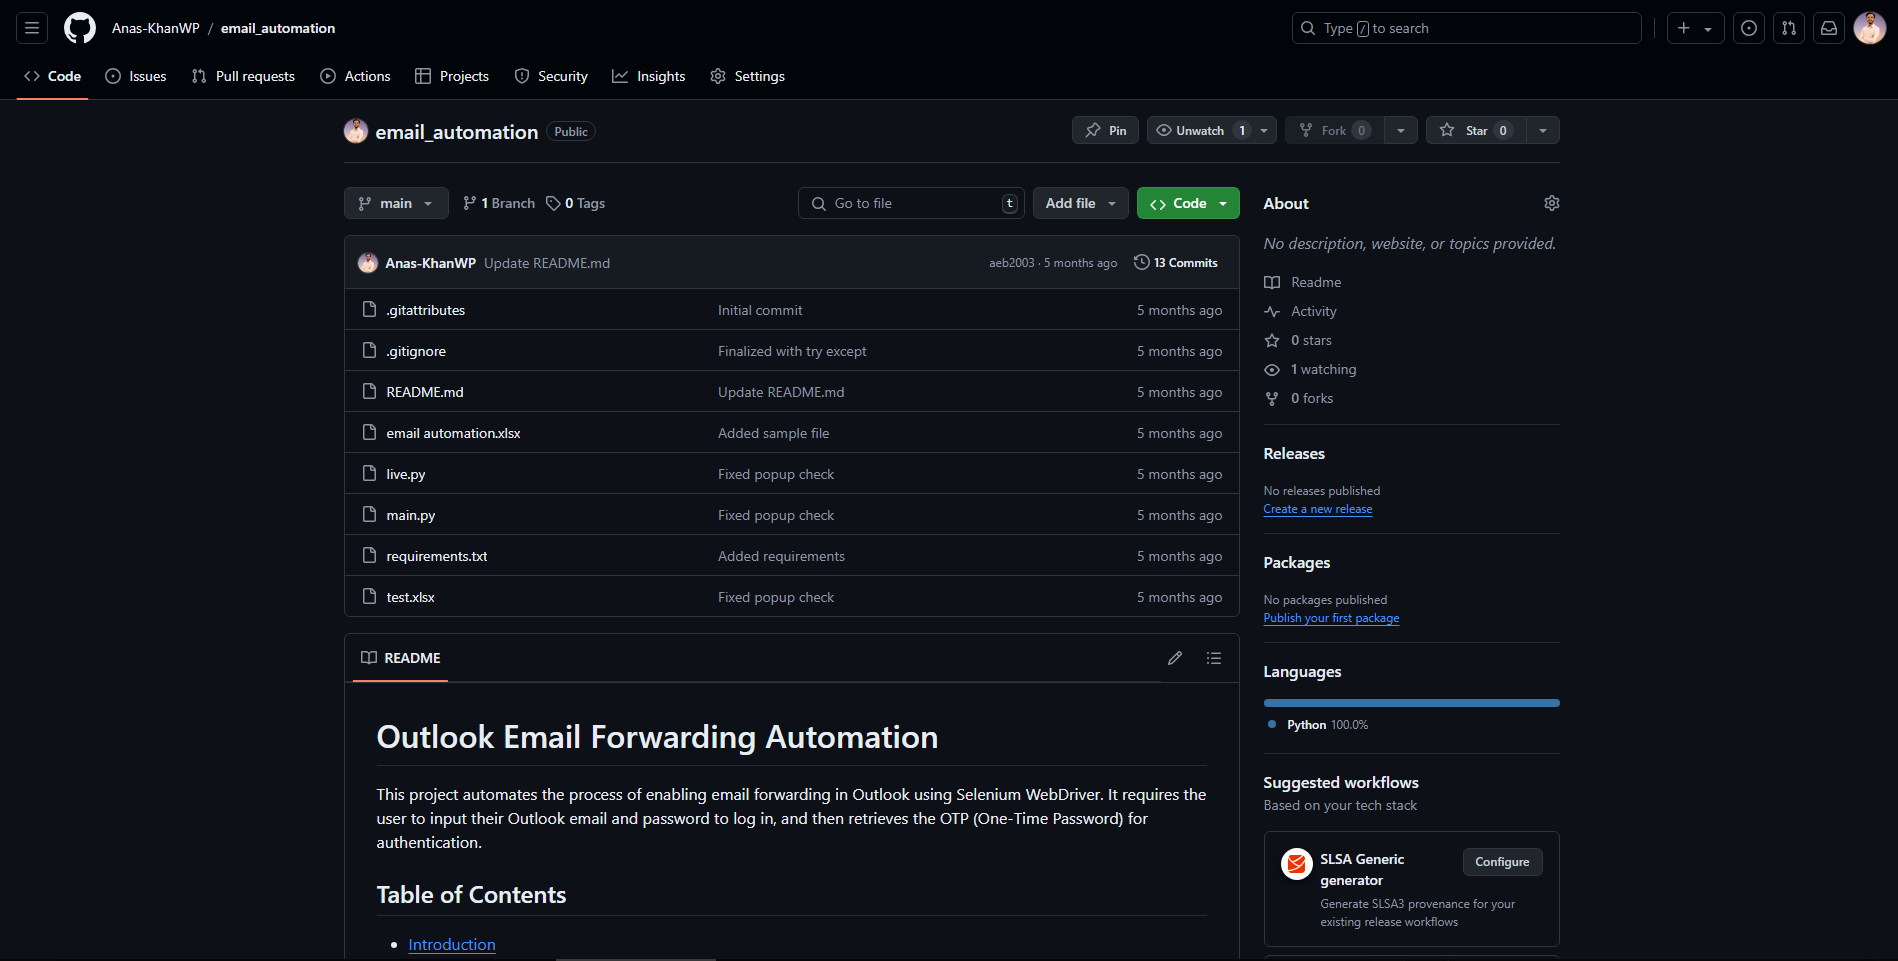 Anas-KhanWP / email_automation
Type / to search
Code Issues Pull requests Actions Projects Security Insights Settings
email_automation Public
Pin Unwatch 1 Fork 0 Star 0
main 1 Branch 0 Tags Go to file t Add file Code
Anas-KhanWP Update README.md aeb2003 · 5 months ago 13 Commits
.gitattributes Initial commit 5 months ago
.gitignore Finalized with try except 5 months ago
README.md Update README.md 5 months ago
email automation.xlsx Added sample file 5 months ago
live.py Fixed popup check 5 months ago
main.py Fixed popup check 5 months ago
requirements.txt Added requirements 5 months ago
test.xlsx Fixed popup check 5 months ago
README
Outlook Email Forwarding Automation
This project automates the process of enabling email forwarding in Outlook using Selenium WebDriver. It requires the
user to input their Outlook email and password to log in, and then retrieves the OTP (One-Time Password) for
authentication.
Table of Contents
Introduction
About
No description, website, or topics provided.
Readme
Activity
0 stars
1 watching
0 forks
Releases
No releases published
Create a new release
Packages
No packages published
Publish your first package
Languages
Python 100.0%
Suggested workflows
Based on your tech stack
SLSA Generic
generator
Configure
Generate SLSA3 provenance for your
existing release workflows